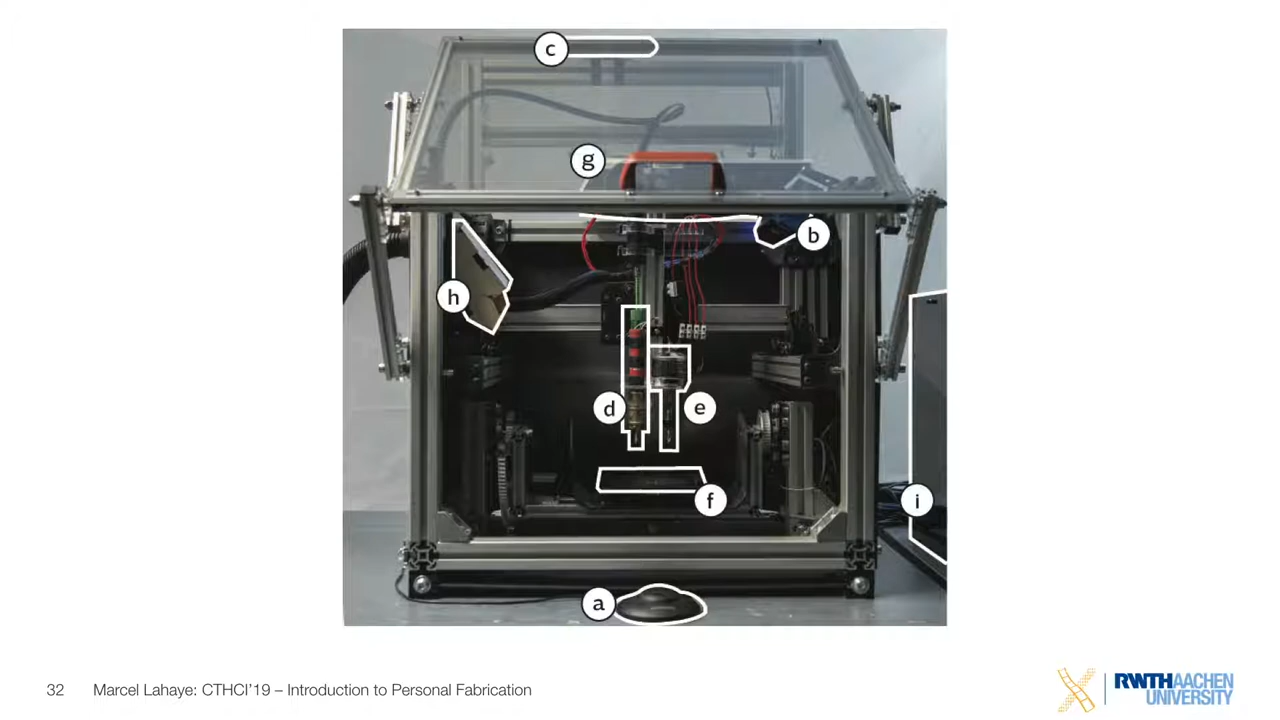 c
g
b
h
d
e
f
i
a
32 Marcel Lahaye: CTHCI'19 – Introduction to Personal Fabrication
RWTHAACHEN
UNIVERSITY